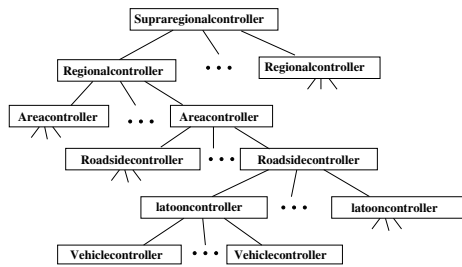 Supraregionalcontroller
Regionalcontroller
Regionalcontroller
Areacontroller
Areacontroller
Roadsidecontroller
Roadsidecontroller
latooncontroller
latooncontroller
Vehiclecontroller
Vehiclecontroller